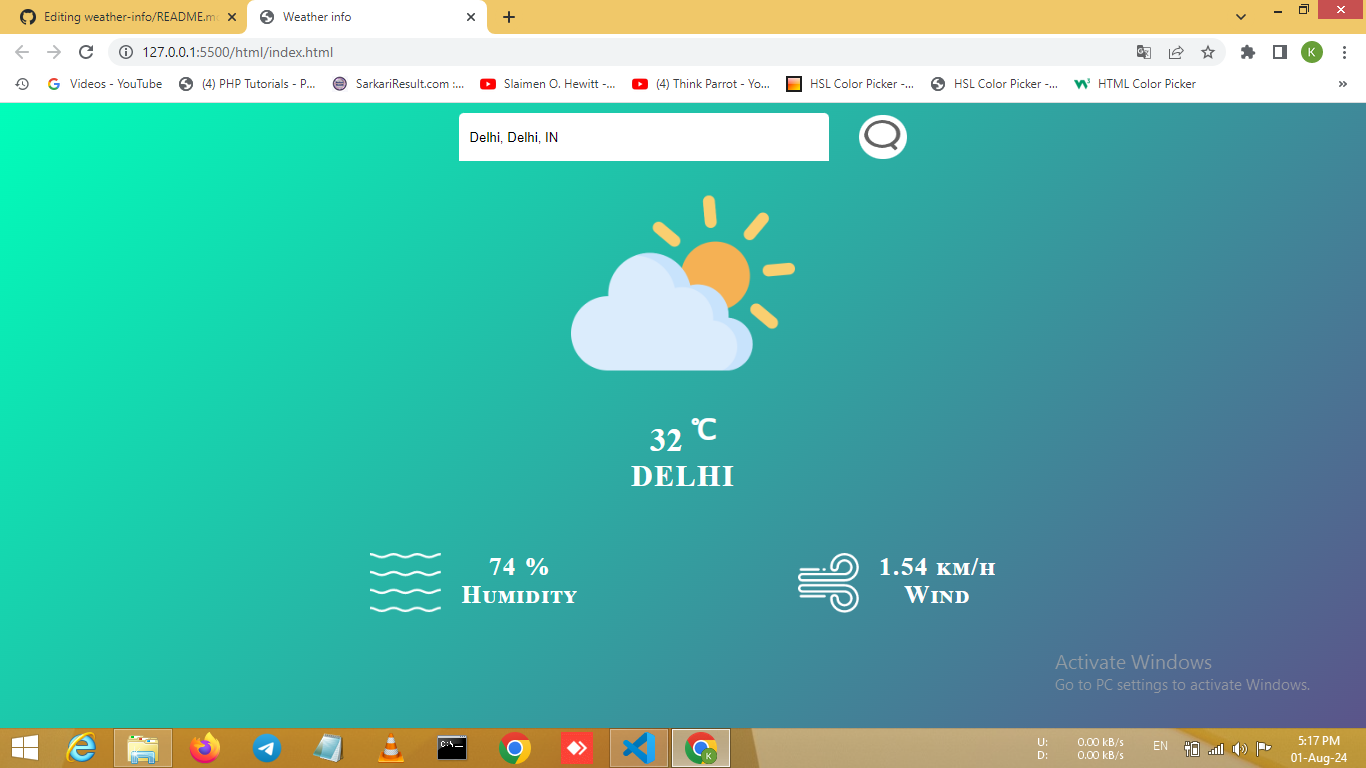 Editing weather-info/README.m
Weather info
127.0.0.1:5500/html/index.html
K
Videos - YouTube
(4) PHP Tutorials - P...
SarkariResult.com :...
Slaimen O. Hewitt -...
(4) Think Parrot - Yo...
HSL Color Picker -...
HSL Color Picker -...
HTML Color Picker
»
Delhi, Delhi, IN
32 °C
DELHI
74 %
Humidity
1.54 km/h
Wind
Activate Windows
Go to PC settings to activate Windows.
U: 0.00 kB/s
D: 0.00 kB/s
EN
5:17 PM
01-Aug-24